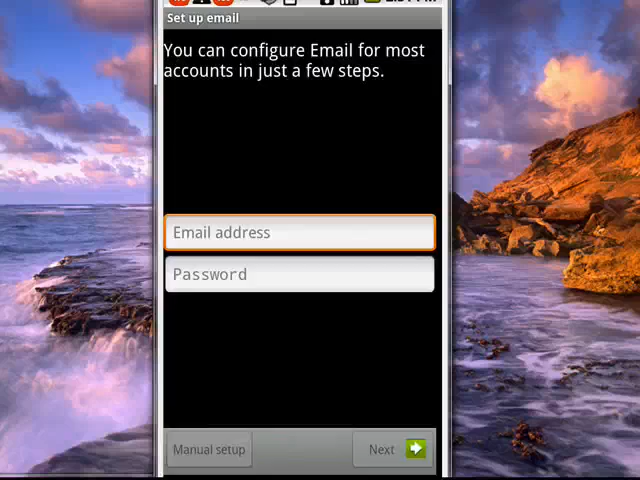 Set up email
You can configure Email for most
accounts in just a few steps.
Email address
Password
Manual setup
Next